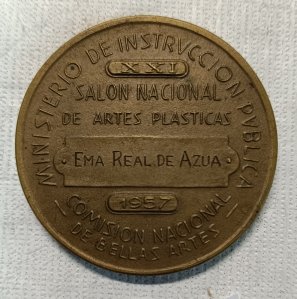 MINISTERIO DE INSTRVCCION PVBLICA
XXI
SALON NACIONAL
DE ARTES PLASTICAS
EMA REAL DE AZUA
1957
COMISION NACIONAL
DE BELLAS ARTES